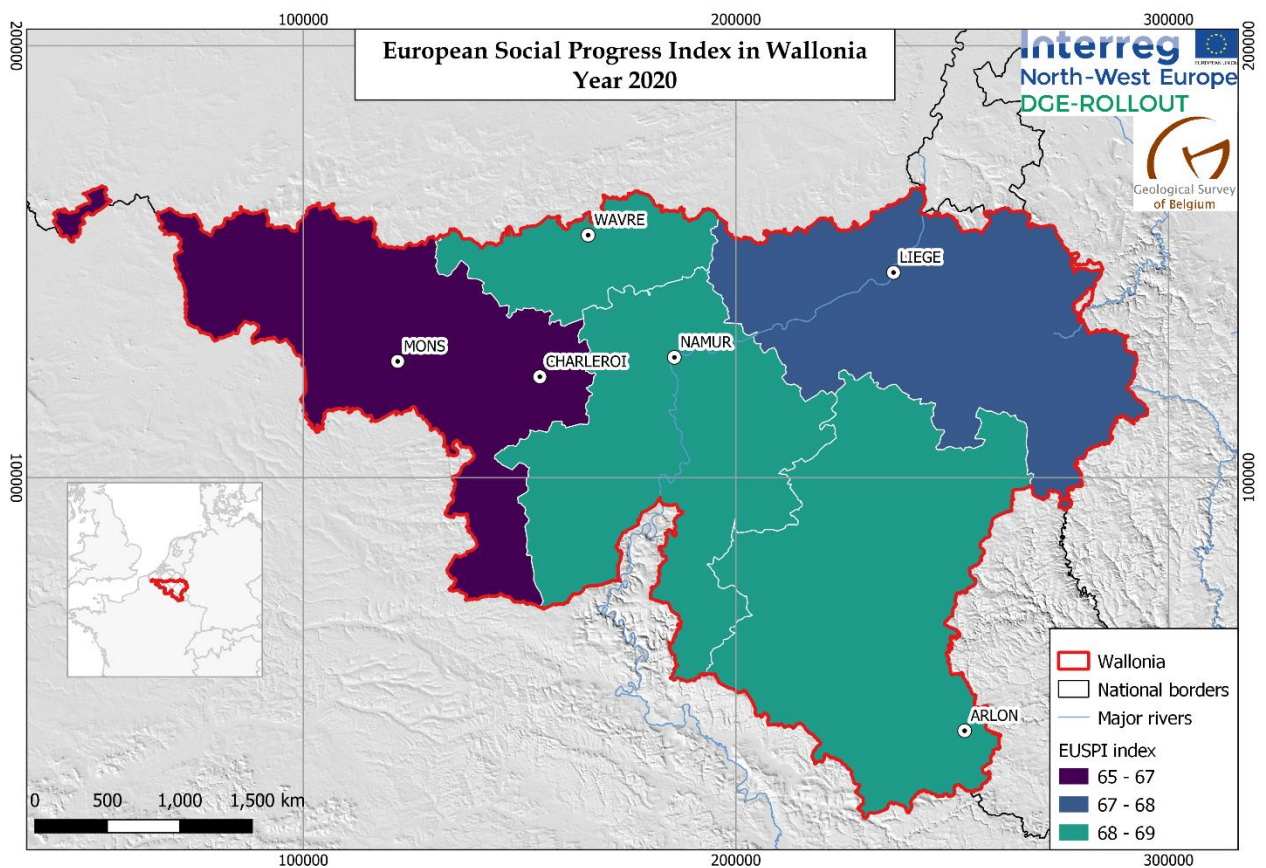 100000
200000
300000
200000
200000
European Social Progress Index in Wallonia
Year 2020
Interreg
EUROPEAN UNION
North-West Europe
DGE-ROLLOUT
Geological Survey
of Belgium
WAVRE
LIEGE
MONS
CHARLEROI
NAMUR
100000
100000
ARLON
Wallonia
National borders
Major rivers
EUSPI index
65 - 67
67 - 68
68 - 69
0 500 1,000 1,500 km
100000
200000
300000